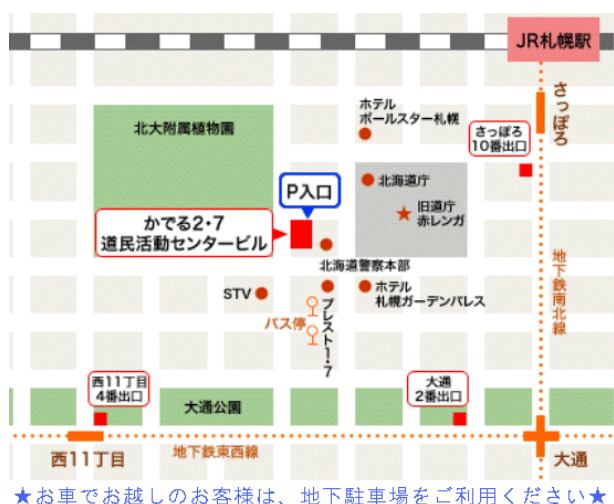 JR札幌駅
さっぽろ
ホテル
ポールスター札幌
さっぽろ
10番出口
北大附属植物園
北海道庁
P入口
★ 旧道庁
赤レンガ
かでる2・7
道民活動センタービル
北海道警察本部
地下鉄南北線
STV
ホテル
札幌ガーデンパレス
バス停
プレスト1・7
西11丁目
4番出口
大通公園
大通
2番出口
地下鉄東西線
西11丁目
大通
★お車でお越しのお客様は、地下駐車場をご利用ください★